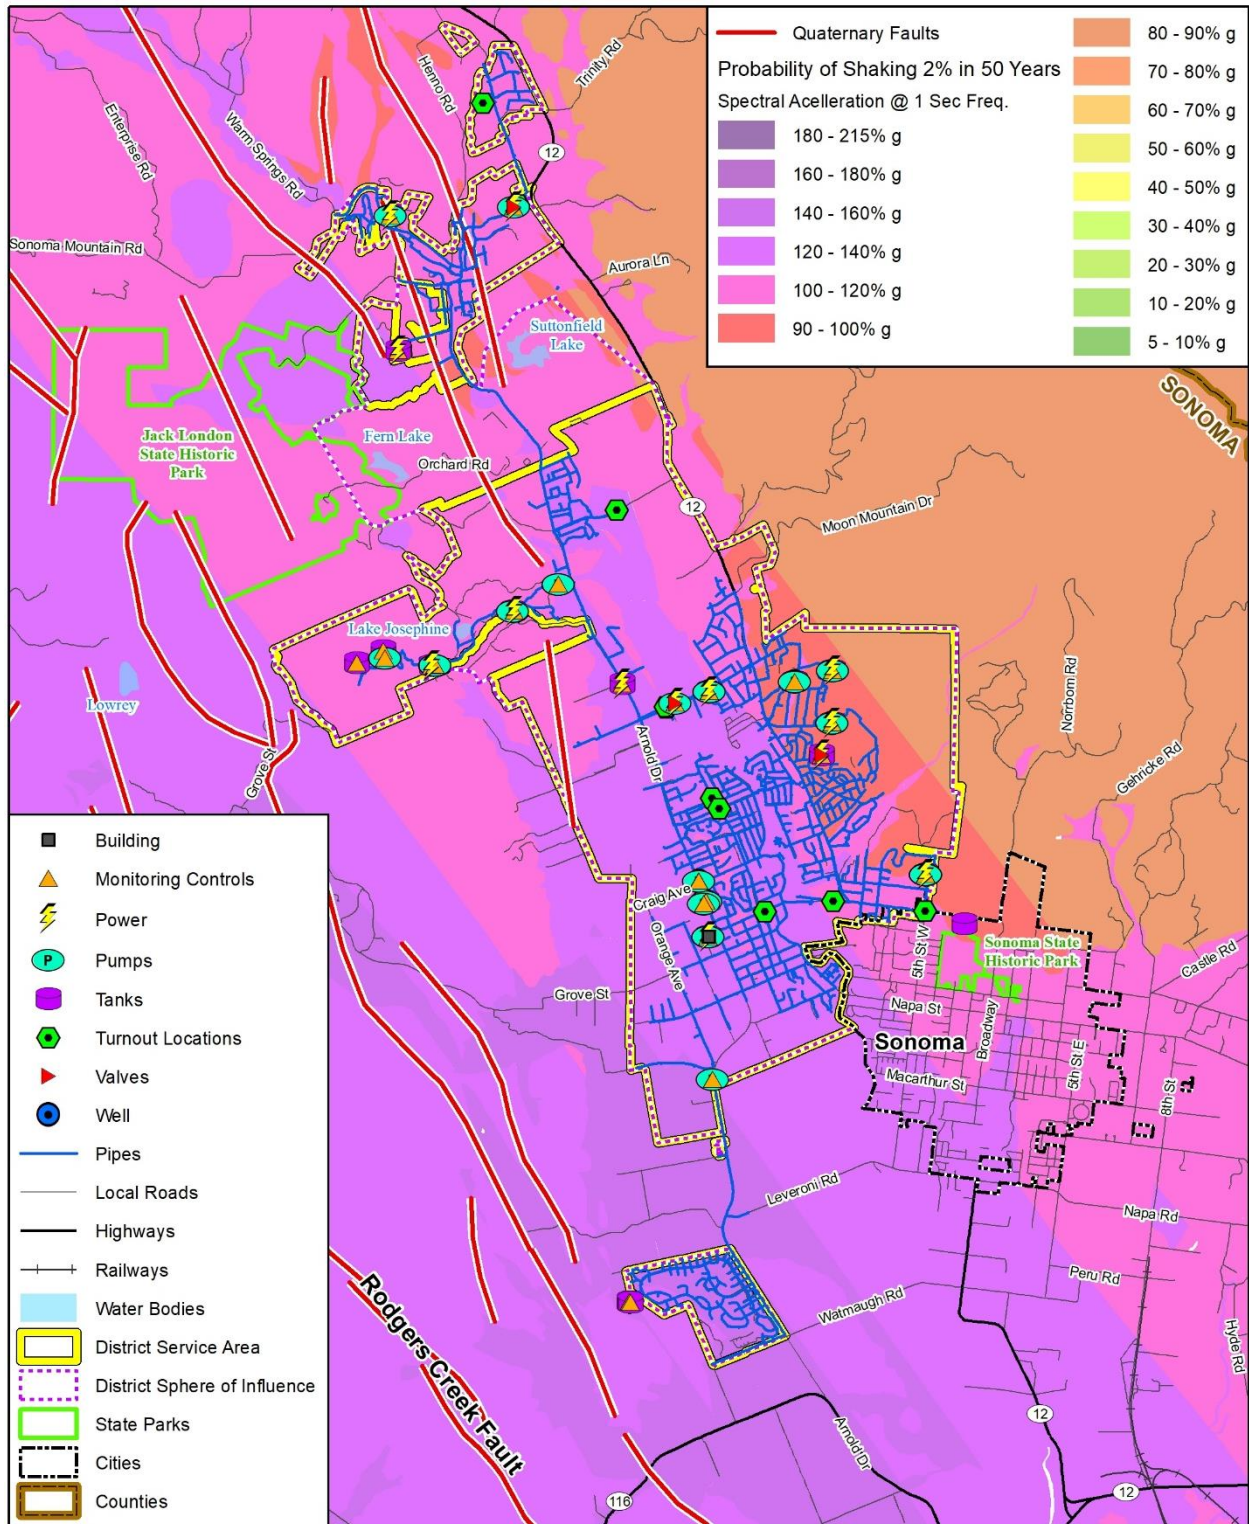 Quaternary Faults
Probability of Shaking 2% in 50 Years
Spectral Acelleration @ 1 Sec Freq.
180 - 215% g
160 - 180% g
140 - 160% g
120 - 140% g
100 - 120% g
90 - 100% g
80 - 90% g
70 - 80% g
60 - 70% g
50 - 60% g
40 - 50% g
30 - 40% g
20 - 30% g
10 - 20% g
5 - 10% g
Henno Rd
Trinity Rd
Enterprise Rd
Warm Springs Rd
12
Sonoma Mountain Rd
Aurora Ln
Suttonfield
Lake
SONOMA
Jack London
State Historic
Park
Fern Lake
Orchard Rd
12
Moon Mountain Dr
Lake Josephine
Lowrey
Grove St
Arnold Dr
Norrbom Rd
Gehricke Rd
Craig Ave
Orange Ave
5th St W
Sonoma State
Historic Park
Castle Rd
Grove St
Napa St
Broadway
Sonoma
Macarthur St
5th St E
8th St
Leveroni Rd
Napa Rd
Peru Rd
Watmaugh Rd
Hyde Rd
Rodgers Creek Fault
Arnold Dr
12
116
12
Building
Monitoring Controls
Power
P
Pumps
Tanks
Turnout Locations
Valves
Well
Pipes
Local Roads
Highways
Railways
Water Bodies
District Service Area
District Sphere of Influence
State Parks
Cities
Counties